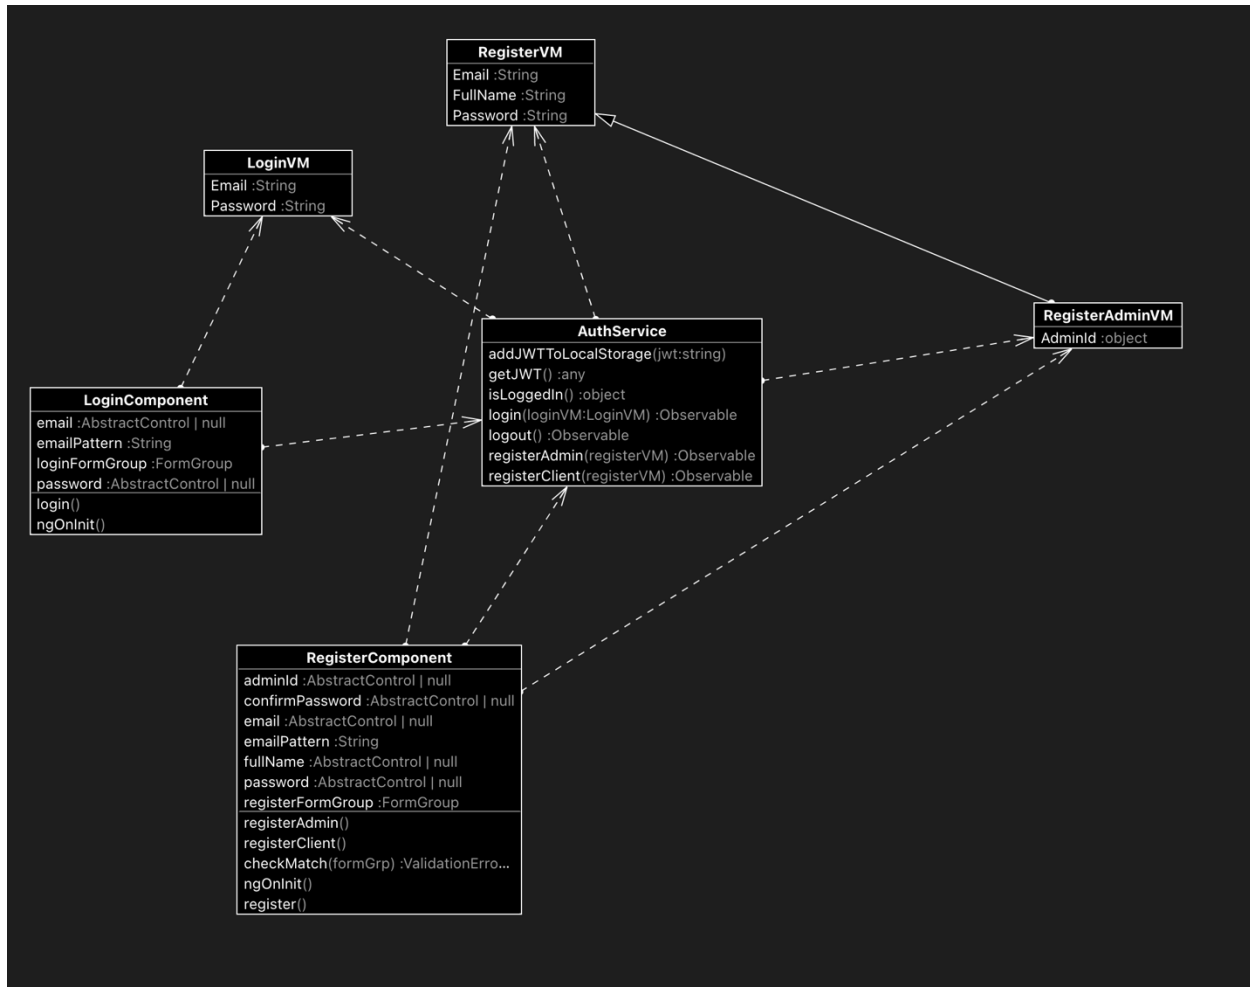 RegisterVM
Email :String
FullName :String
Password :String
LoginVM
Email :String
Password :String
RegisterAdminVM
AdminId :object
AuthService
addJWTToLocalStorage(jwt:string)
getJWT() :any
isLoggedIn() :object
login(loginVM:LoginVM) :Observable
logout() :Observable
registerAdmin(registerVM) :Observable
registerClient(registerVM) :Observable
LoginComponent
email :AbstractControl | null
emailPattern :String
loginFormGroup :FormGroup
password :AbstractControl | null
login()
ngOnInit()
RegisterComponent
adminId :AbstractControl | null
confirmPassword :AbstractControl | null
email :AbstractControl | null
emailPattern :String
fullName :AbstractControl | null
password :AbstractControl | null
registerFormGroup :FormGroup
registerAdmin()
registerClient()
checkMatch(formGrp) :ValidationErro...
ngOnInit()
register()